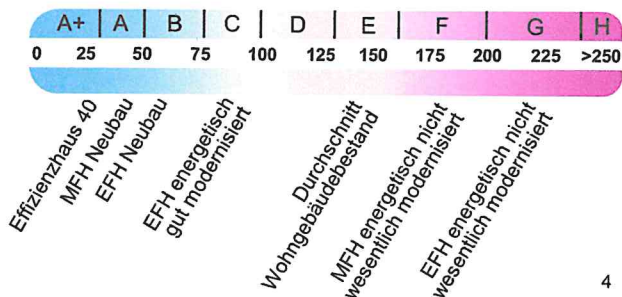 A+ A B C D E F G H
0 25 50 75 100 125 150 175 200 225 >250
Effizienzhaus 40
MFH Neubau
EFH Neubau
EFH energetisch
gut modernisiert
Durchschnitt
Wohngebäudebestand
MFH energetisch nicht
wesentlich modernisiert
EFH energetisch nicht
wesentlich modernisiert
4